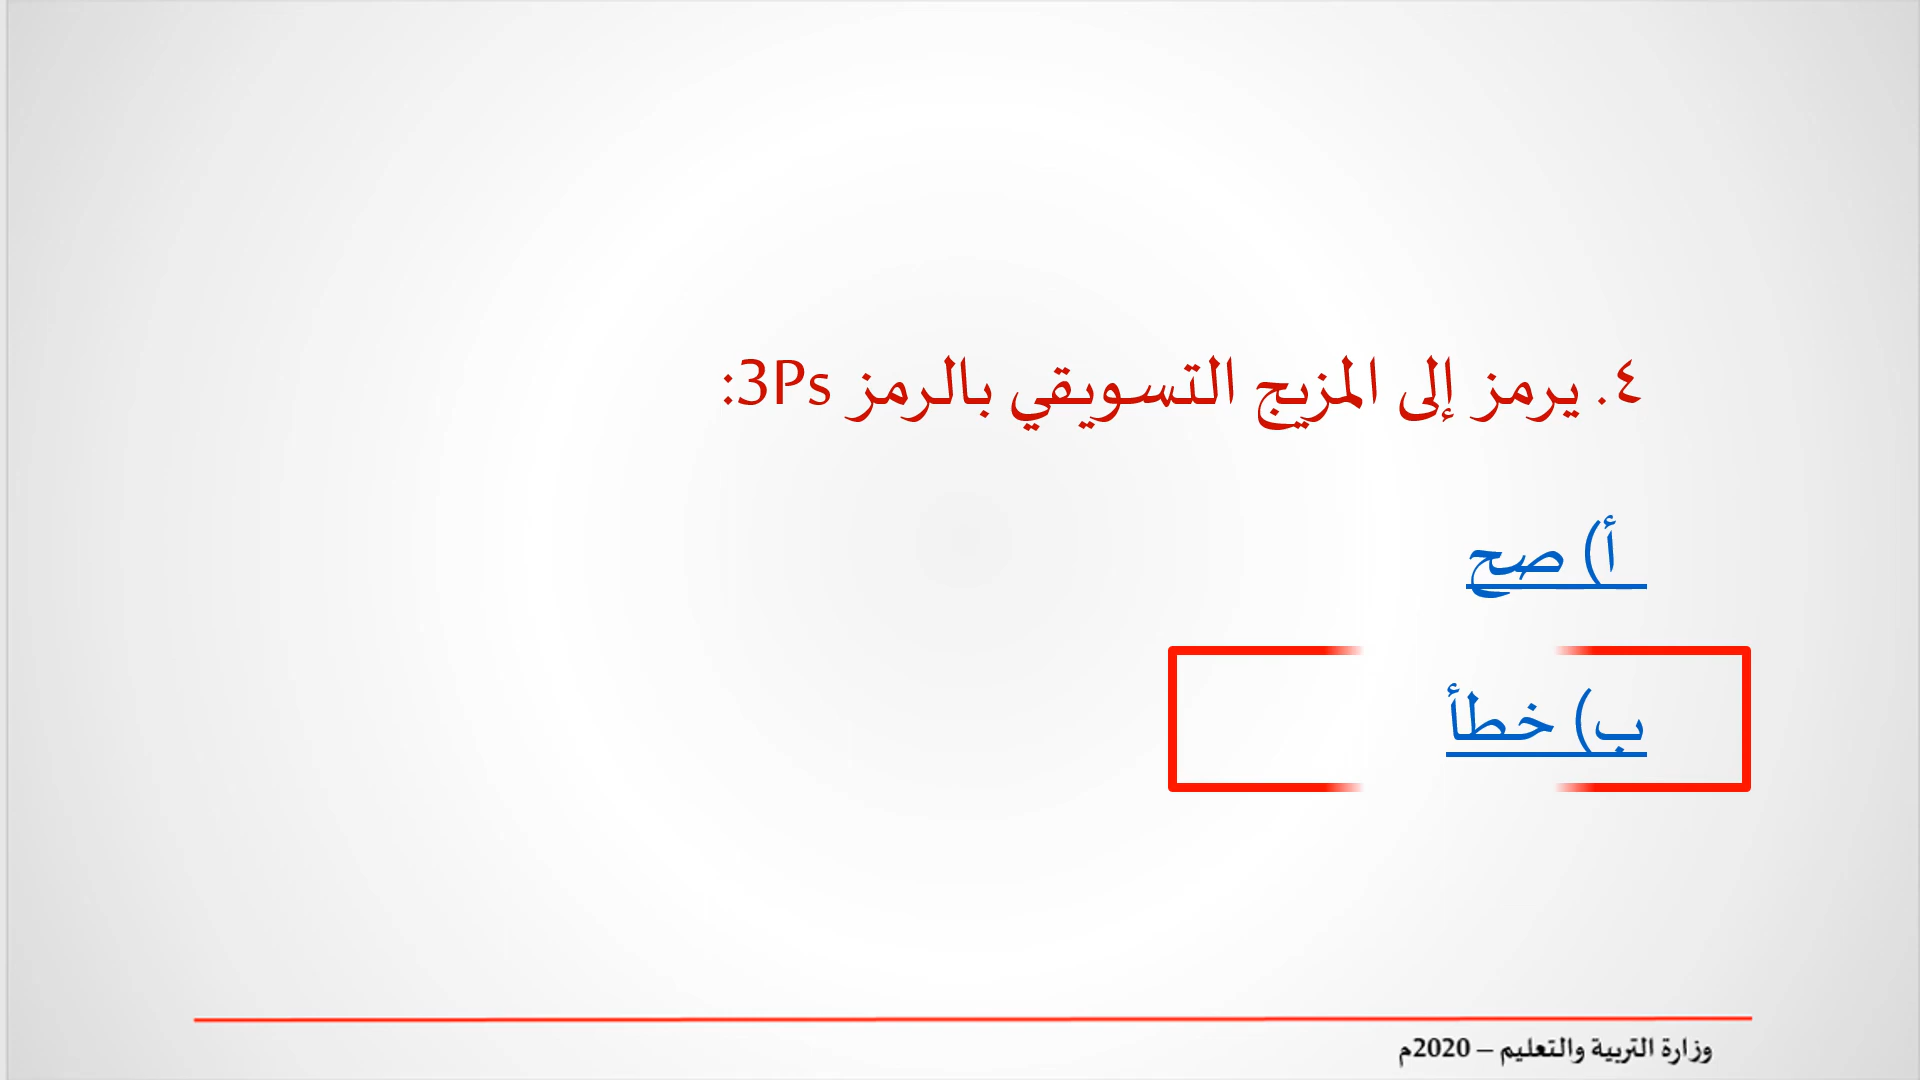 ٤. يرمز إلى المزيج التسويقي بالرمز 3Ps:
أ) صح
ب) خطأ
وزارة التربية والتعليم – 2020م